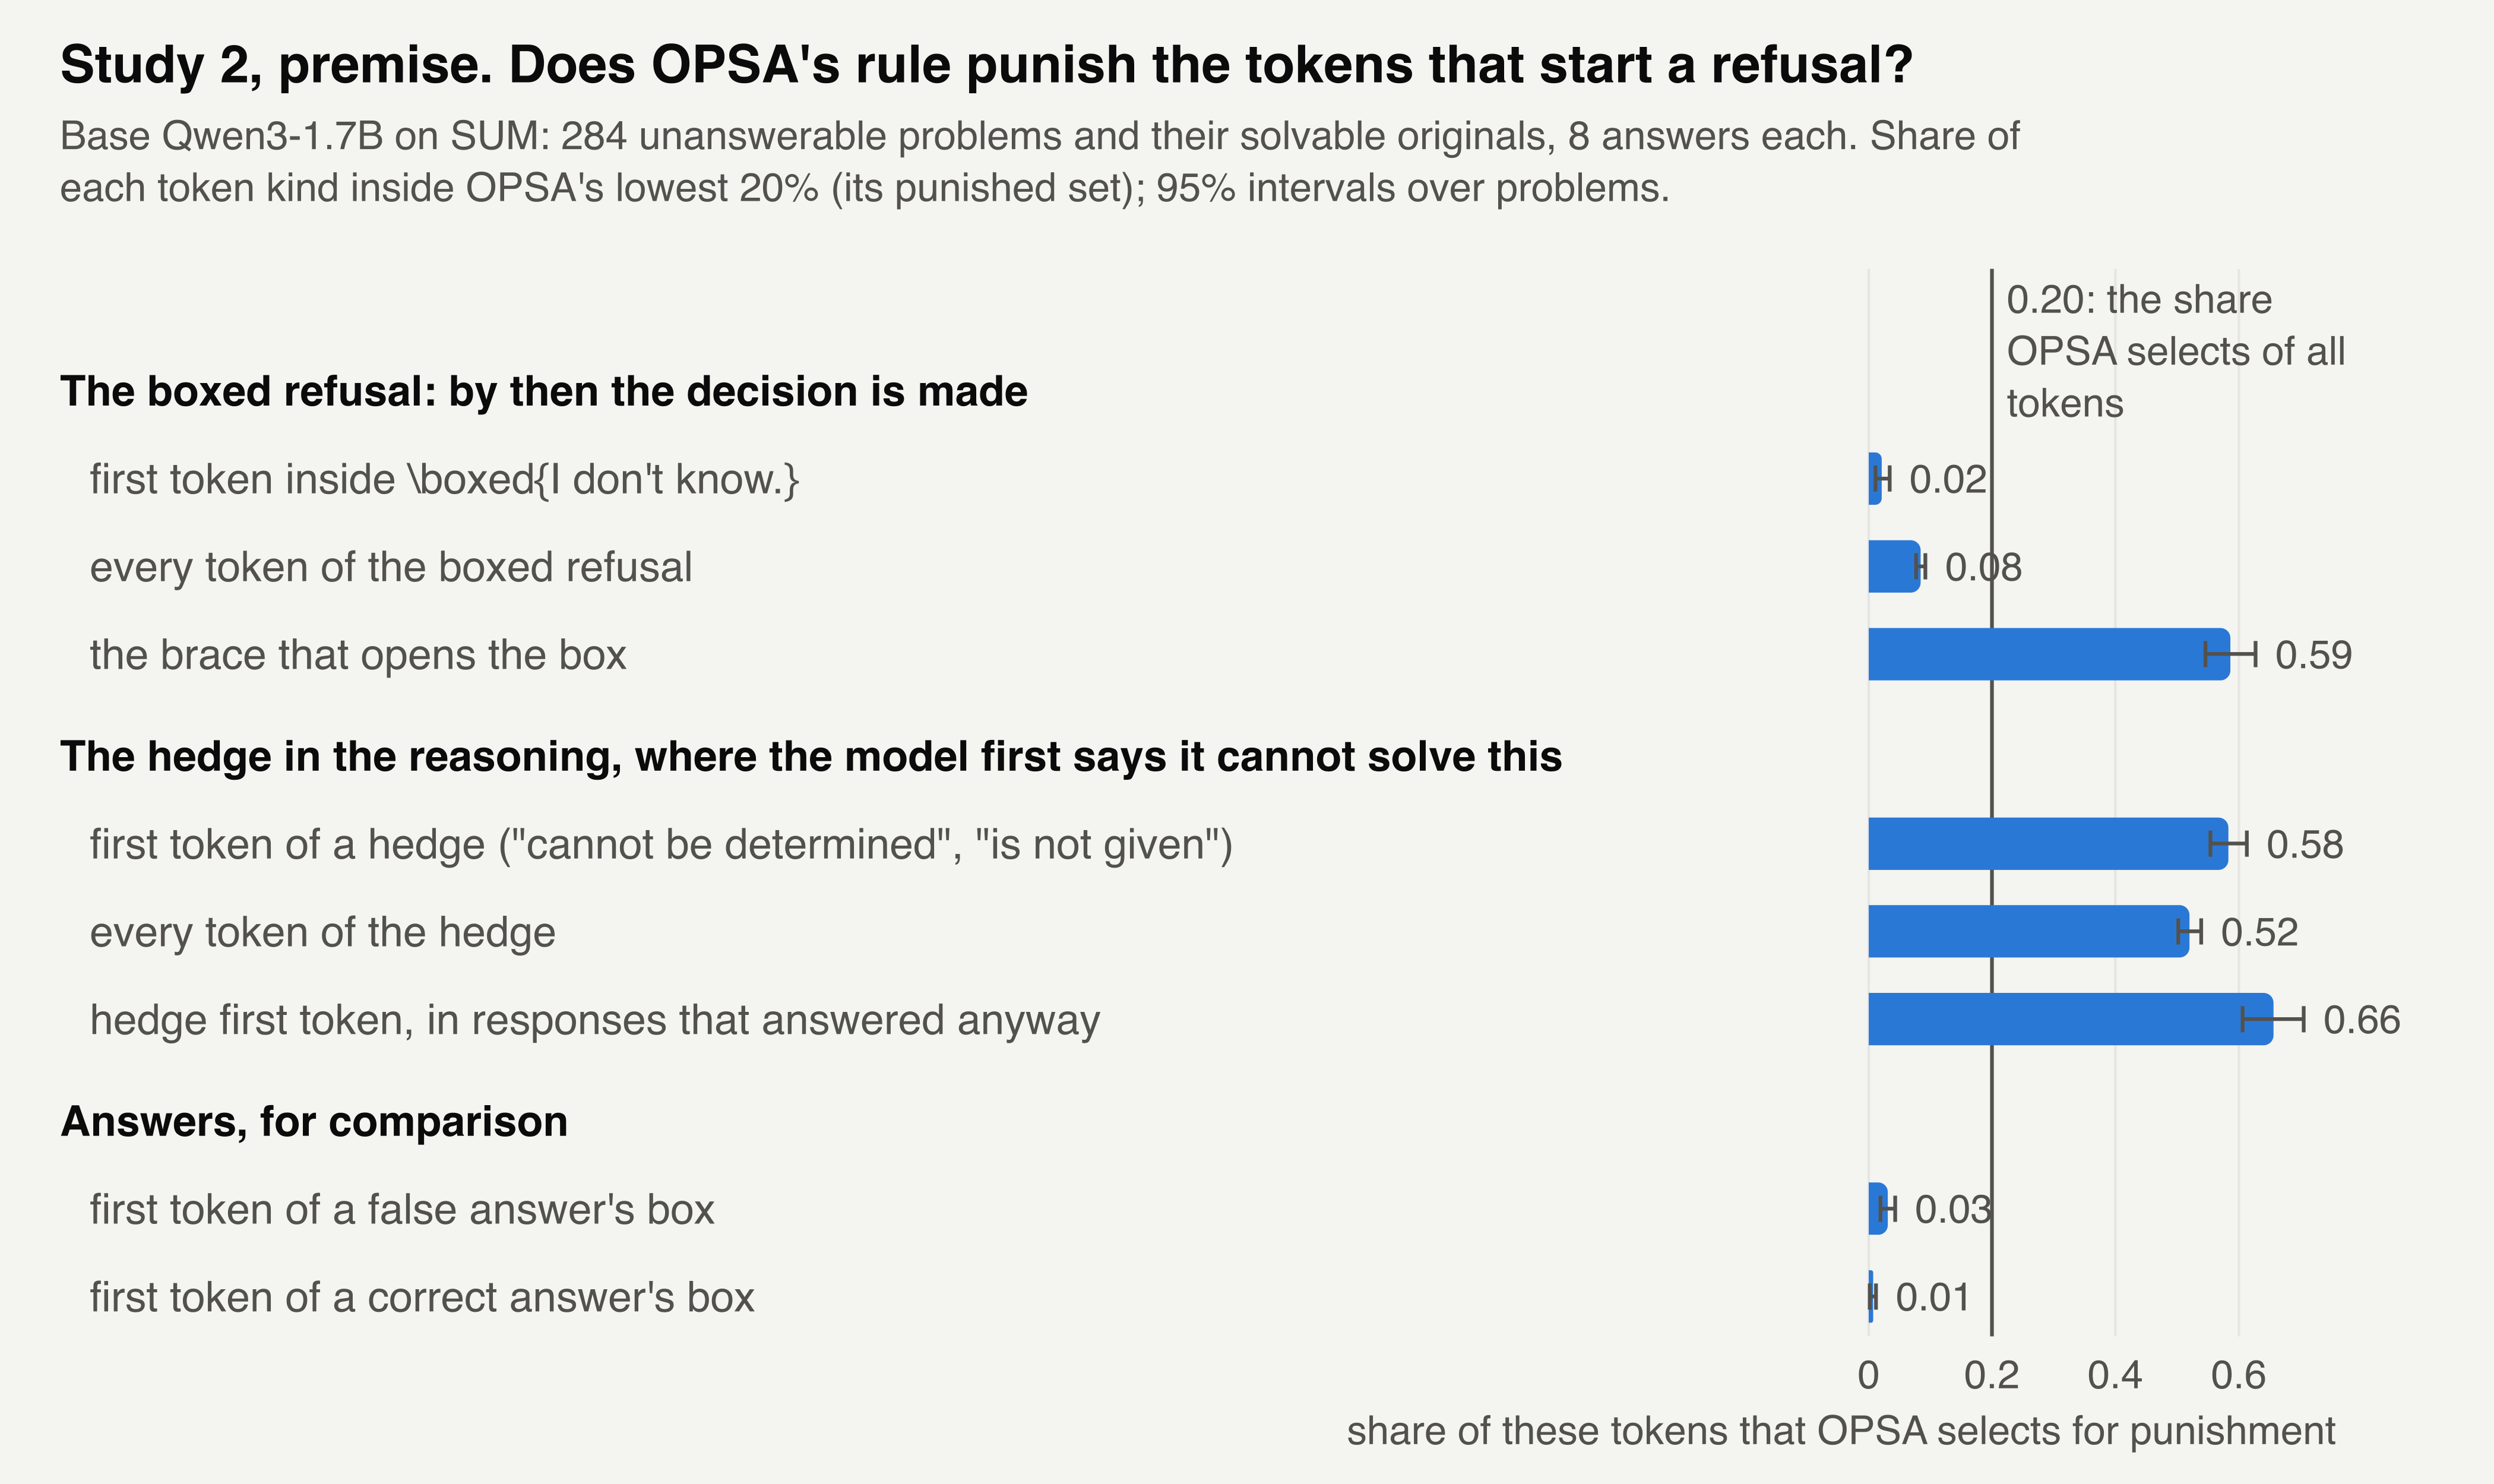 Study 2, premise. Does OPSA's rule punish the tokens that start a refusal?
Base Qwen3-1.7B on SUM: 284 unanswerable problems and their solvable originals, 8 answers each. Share of
each token kind inside OPSA's lowest 20% (its punished set); 95% intervals over problems.
0.20: the share
OPSA selects of all
tokens
The boxed refusal: by then the decision is made
first token inside \boxed{I don't know.} 0.02
every token of the boxed refusal 0.08
the brace that opens the box 0.59
The hedge in the reasoning, where the model first says it cannot solve this
first token of a hedge ("cannot be determined", "is not given") 0.58
every token of the hedge 0.52
hedge first token, in responses that answered anyway 0.66
Answers, for comparison
first token of a false answer's box 0.03
first token of a correct answer's box 0.01
0 0.2 0.4 0.6
share of these tokens that OPSA selects for punishment